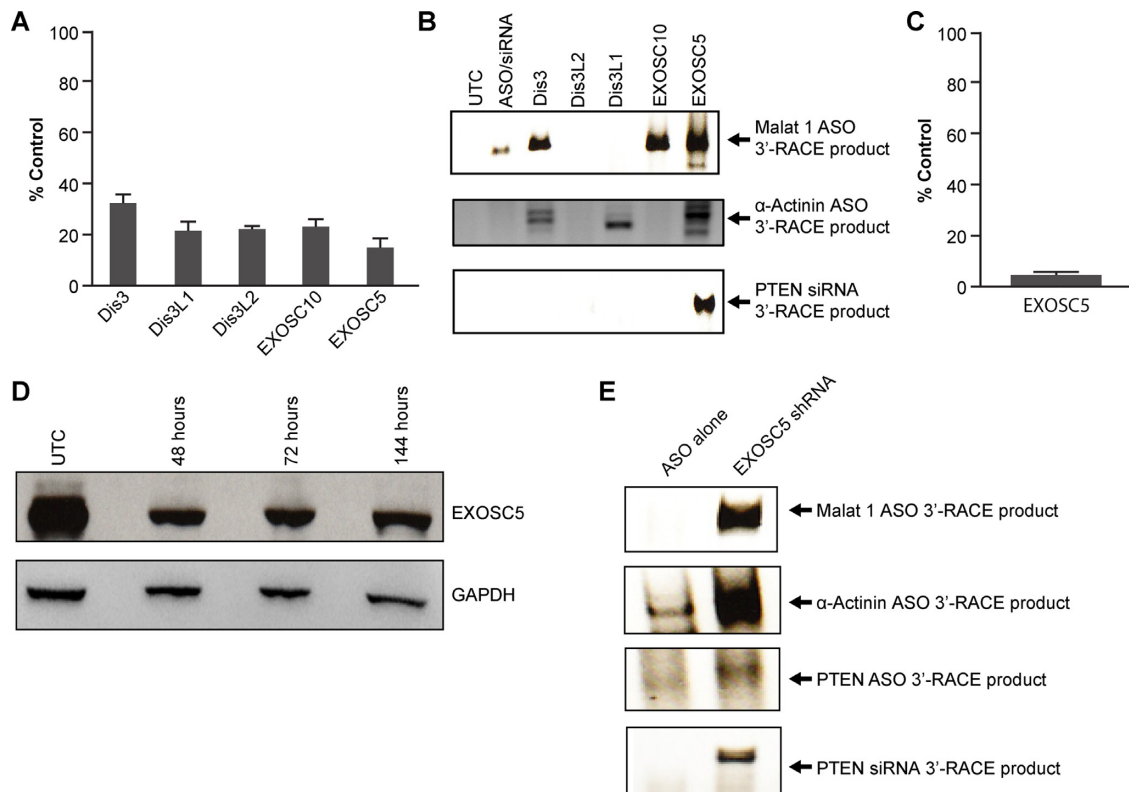 A
% Control
100
80
60
40
20
0
Dis3
Dis3L1
Dis3L2
EXOSC10
EXOSC5
B
UTC
ASO/siRNA
Dis3
Dis3L2
Dis3L1
EXOSC10
EXOSC5
Malat 1 ASO
3’-RACE product
α-Actinin ASO
3’-RACE product
PTEN siRNA
3’-RACE product
C
% Control
100
80
60
40
20
0
EXOSC5
D
UTC
48 hours
72 hours
144 hours
EXOSC5
GAPDH
E
ASO alone
EXOSC5 shRNA
Malat 1 ASO 3’-RACE product
α-Actinin ASO 3’-RACE product
PTEN ASO 3’-RACE product
PTEN siRNA 3’-RACE product